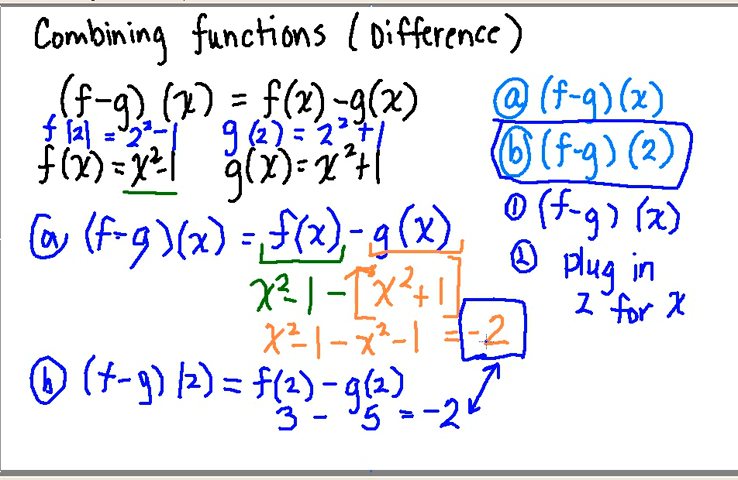 Combining functions (Difference)
(f-g)(x) = f(x)-g(x)
f(2) = 2²-1 g(2) = 2²+1
f(x) = x²-1 g(x) = x²+1
ⓐ (f-g)(x)
ⓑ (f-g)(2)
① (f-g)(x)
② plug in
2 for x
ⓐ (f-g)(x) = f(x) - g(x)
x²-1 - [x²+1]
x²-1-x²-1 = -2
ⓑ (f-g)(2) = f(2) - g(2)
3 - 5 = -2